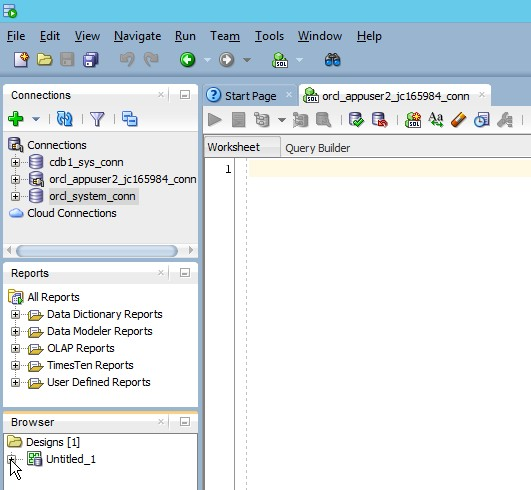 File Edit View Navigate Run Team Tools Window Help
Connections
Connections
cdb1_sys_conn
orcl_appuser2_jc165984_conn
orcl_system_conn
Cloud Connections
Reports
All Reports
Data Dictionary Reports
Data Modeler Reports
OLAP Reports
TimesTen Reports
User Defined Reports
Browser
Designs [1]
Untitled_1
Start Page
orcl_appuser2_jc165984_conn
Worksheet Query Builder
1